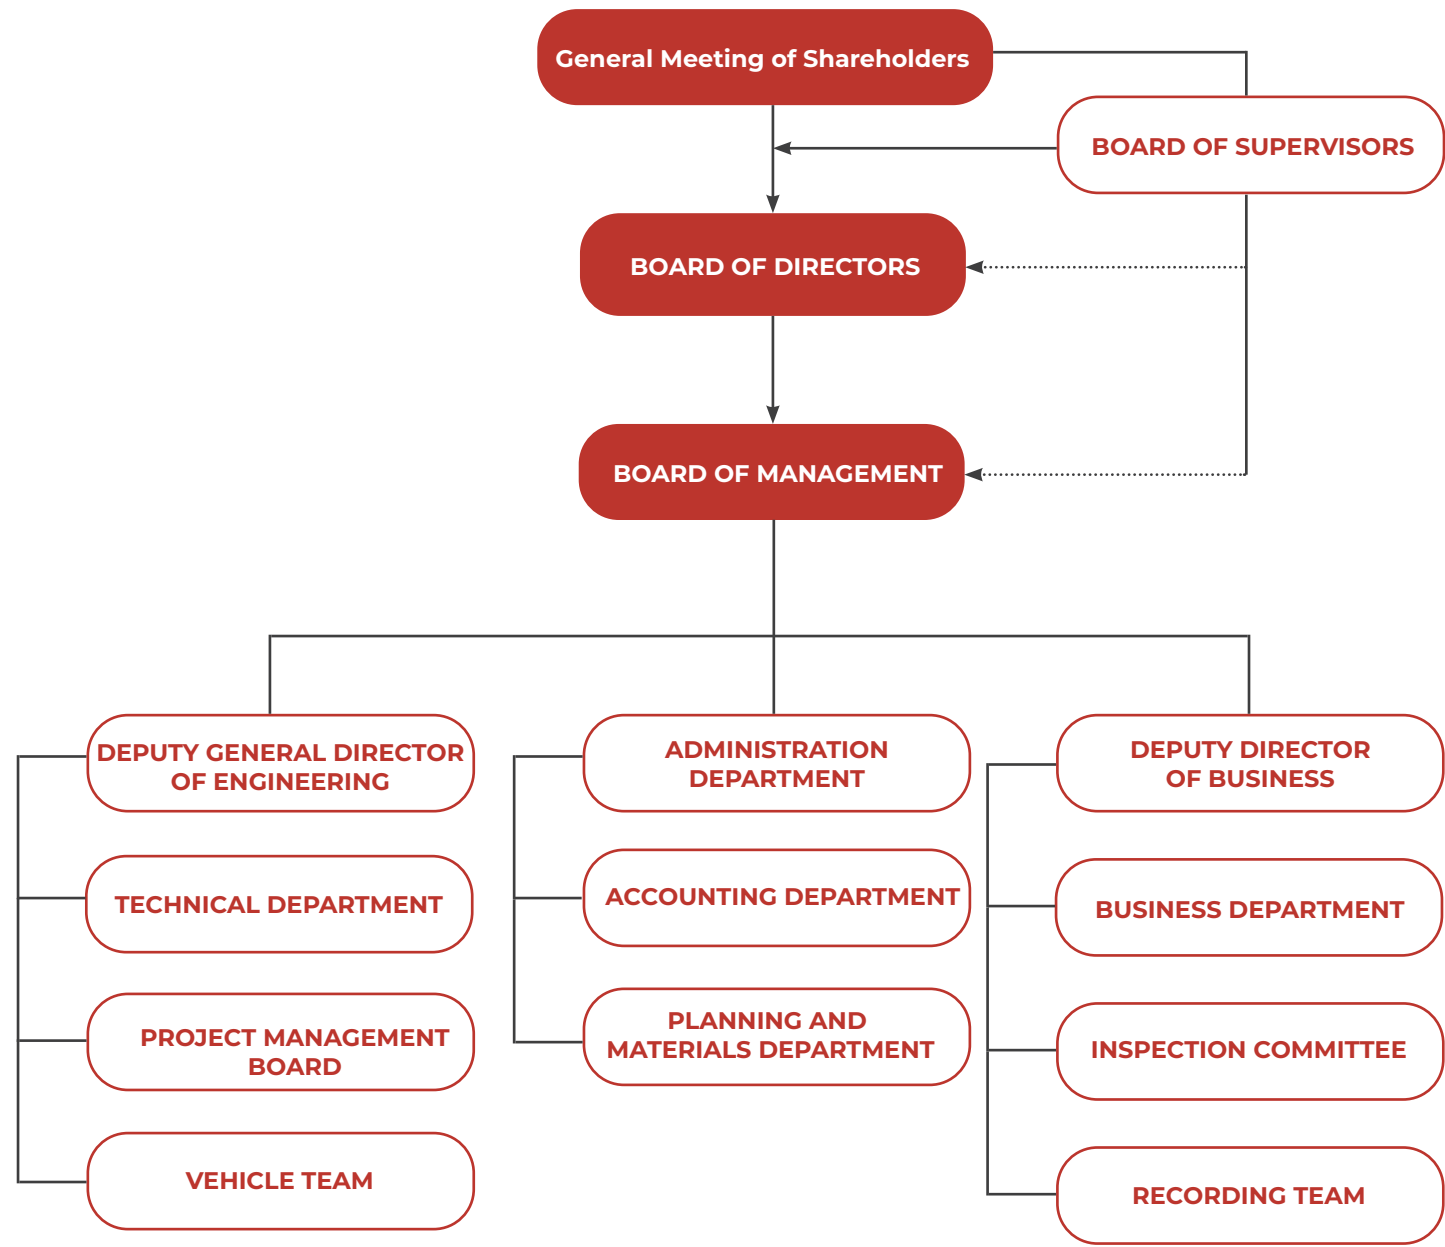 General Meeting of Shareholders
BOARD OF SUPERVISORS
BOARD OF DIRECTORS
BOARD OF MANAGEMENT
DEPUTY GENERAL DIRECTOR
OF ENGINEERING
TECHNICAL DEPARTMENT
PROJECT MANAGEMENT
BOARD
VEHICLE TEAM
ADMINISTRATION
DEPARTMENT
ACCOUNTING DEPARTMENT
PLANNING AND
MATERIALS DEPARTMENT
DEPUTY DIRECTOR
OF BUSINESS
BUSINESS DEPARTMENT
INSPECTION COMMITTEE
RECORDING TEAM